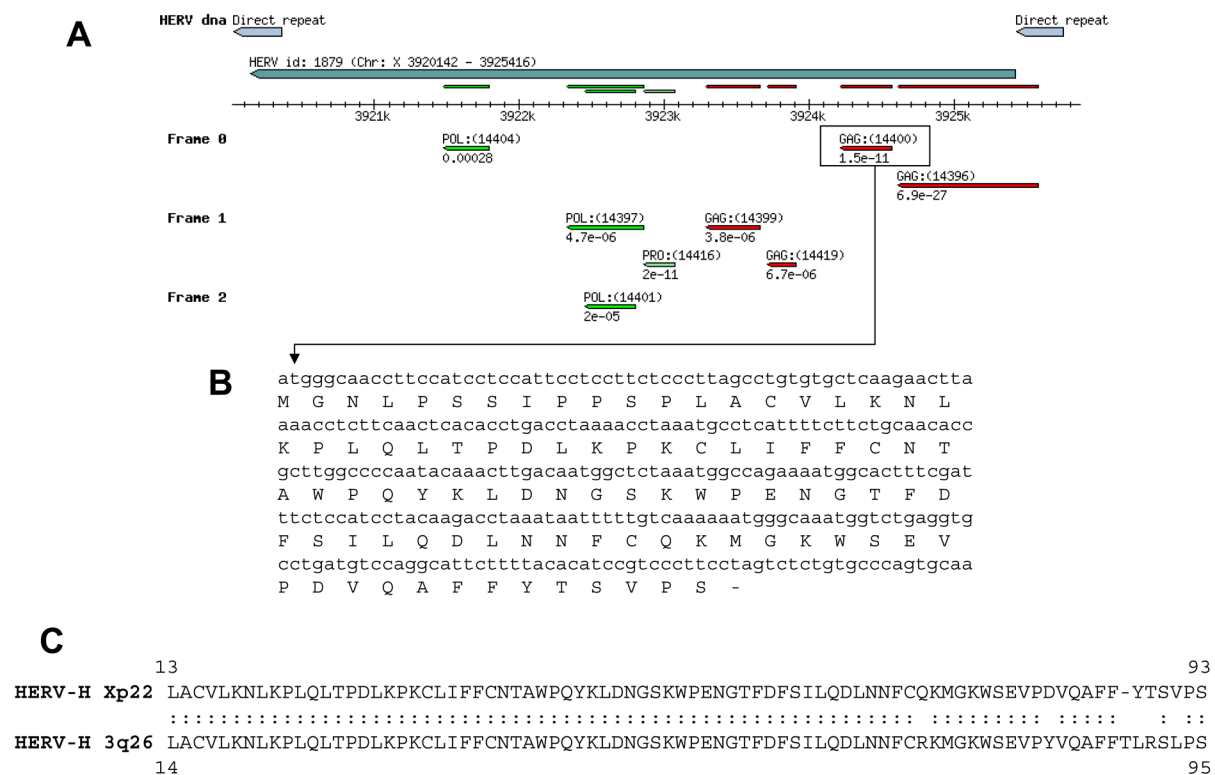 A
HERV dna Direct repeat Direct repeat
HERV id: 1879 (Chr: X 3920142 - 3925416)
3921k 3922k 3923k 3924k 3925k
Frame 0 POL:(14404) GAG:(14400)
0.00028 1.5e-11
GAG:(14396)
6.9e-27
Frame 1 POL:(14397) GAG:(14399)
4.7e-06 3.8e-06
PRO:(14416) GAG:(14419)
2e-11 6.7e-06
Frame 2 POL:(14401)
2e-05
B
atgggcaaccttccatcctccattcctccttctcccttagcctgtgtgctcaagaactta
M G N L P S S I P P S P L A C V L K N L
aaacctcttcaactcacacctgacctaaaacctaaatgcctcattttcttctgcaacacc
K P L Q L T P D L K P K C L I F F C N T
gcttggccccaatacaaacttgacaatggctctaaatggccagaaaatggcactttcgat
A W P Q Y K L D N G S K W P E N G T F D
ttctccatcctacaagacctaaataatttttgtcaaaaaatgggcaaatggtctgaggtg
F S I L Q D L N N F C Q K M G K W S E V
cctgatgtccaggcattcttttacacatccgtcccttcctagtctctgtgcccagtgcaa
P D V Q A F F Y T S V P S -
C
13 93
HERV-H Xp22 LACVLKNLKPLQLTPDLKPKCLIFFCNTAWPQYKLDNGSKWPENGTFDFSILQDLNNFCQKMGKWSEVPDVQAFF-YTSVPS
:::::::::::::::::::::::::::::::::::::::::::::::::::::::::::: :::::::: :::::   : ::
HERV-H 3q26 LACVLKNLKPLQLTPDLKPKCLIFFCNTAWPQYKLDNGSKWPENGTFDFSILQDLNNFCRKMGKWSEVPYVQAFFTLRSLPS
14 95